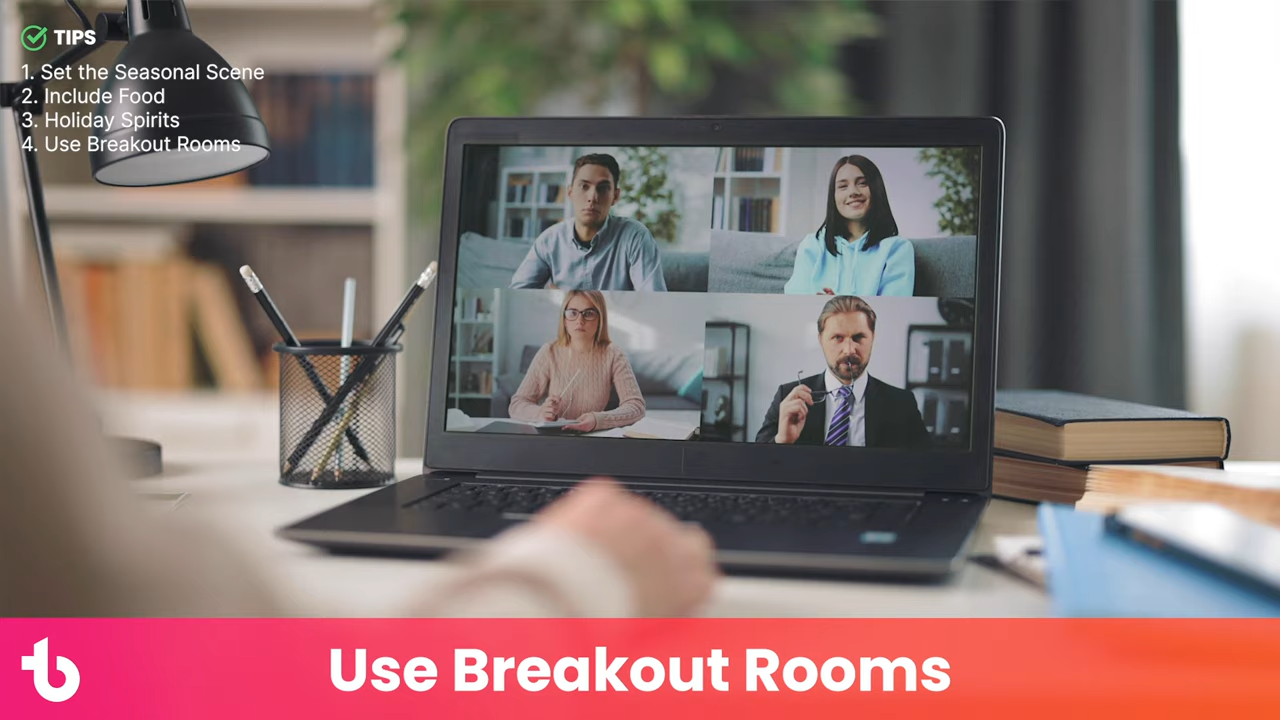 TIPS
1. Set the Seasonal Scene
2. Include Food
3. Holiday Spirits
4. Use Breakout Rooms
tb
Use Breakout Rooms